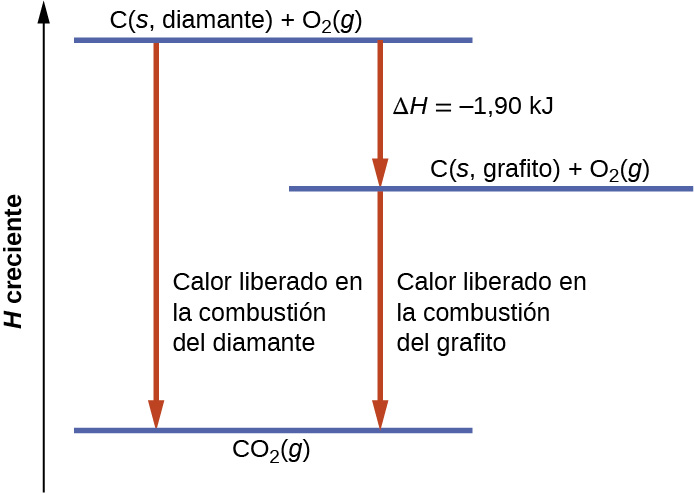 C(s, diamante) + O₂(g)
ΔH = –1,90 kJ
C(s, grafito) + O₂(g)
H creciente
Calor liberado en
la combustión
del diamante
Calor liberado en
la combustión
del grafito
CO₂(g)